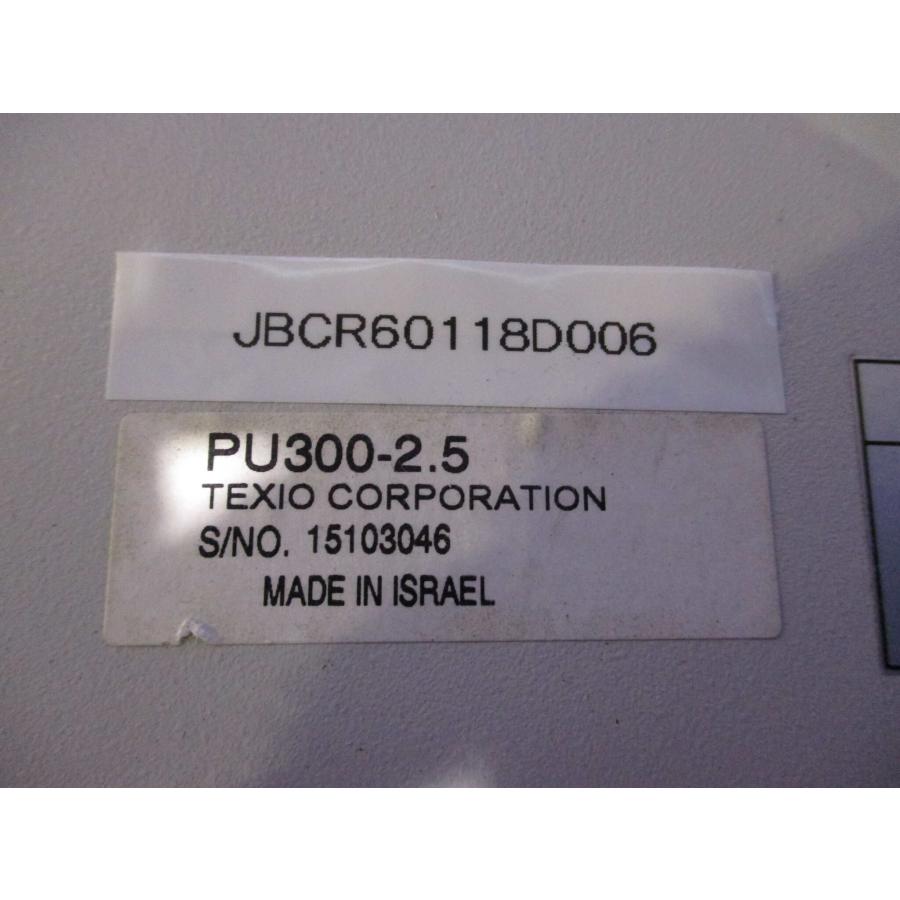 JBCR60118D006
PU300-2.5
TEXIO CORPORATION
S/NO. 15103046
MADE IN ISRAEL